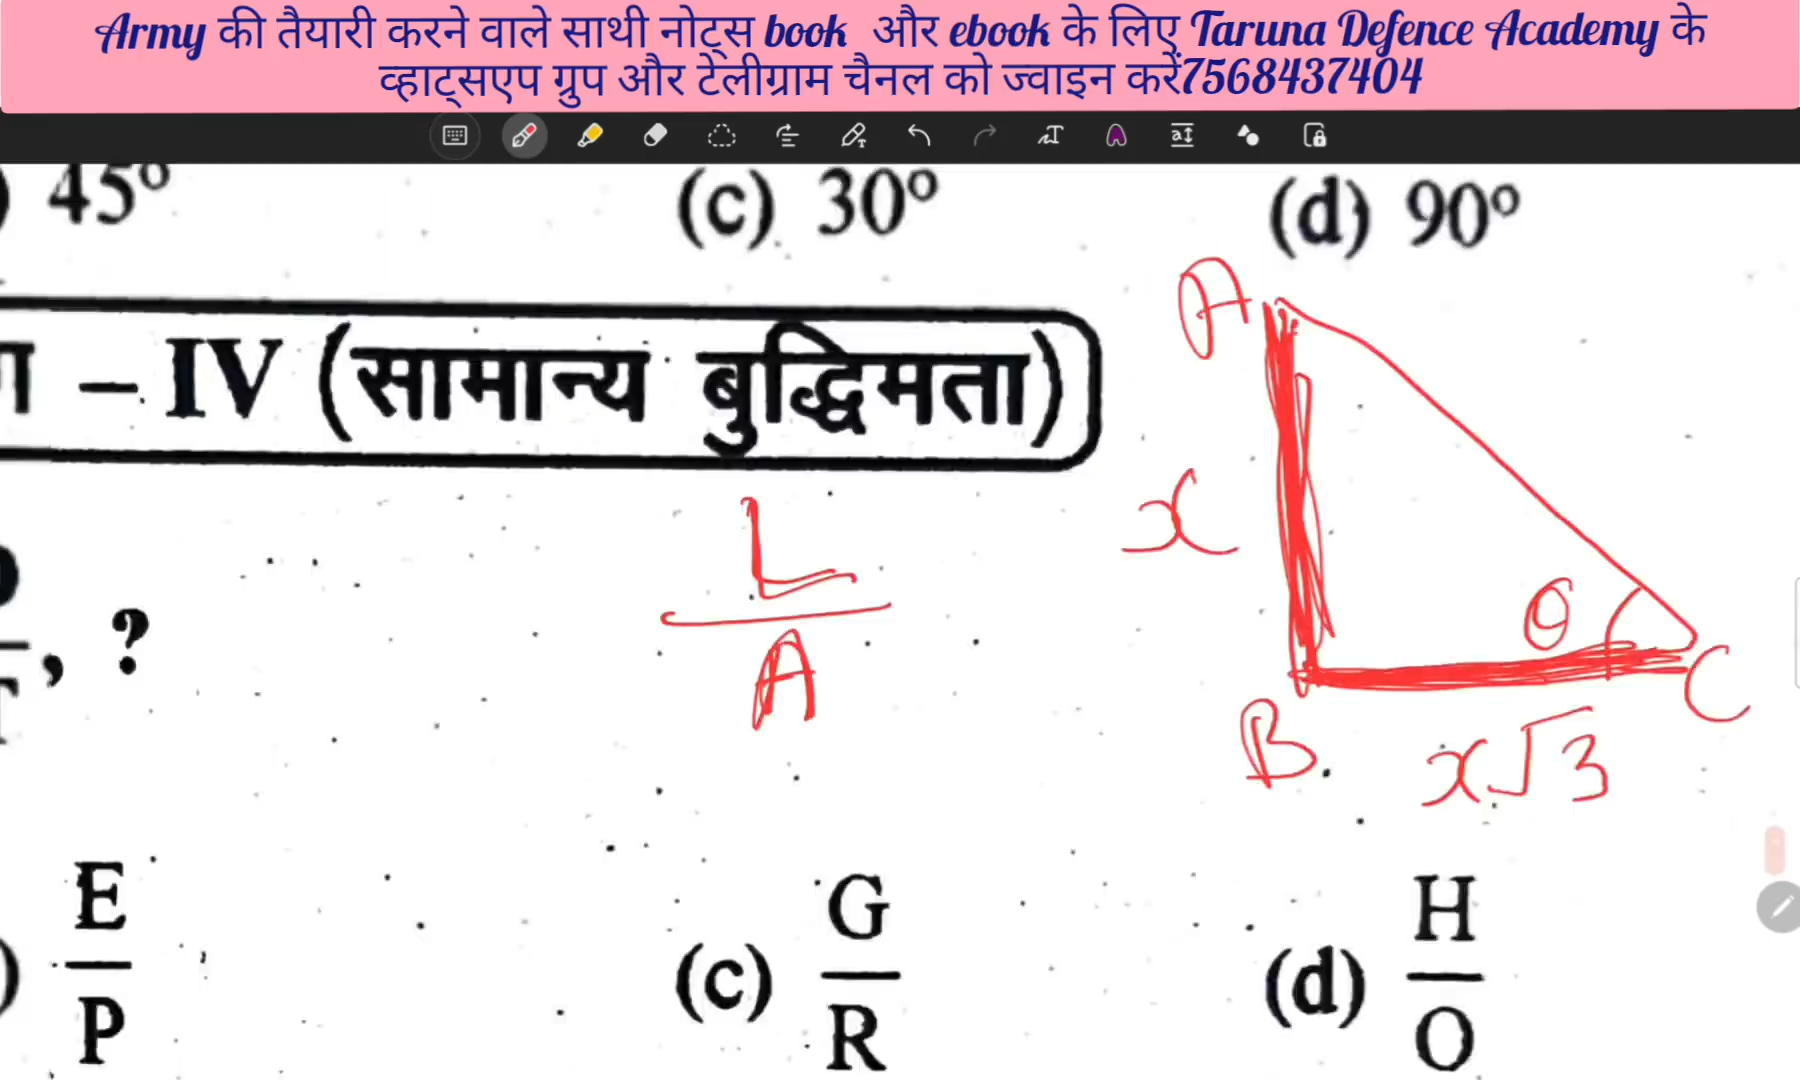 Army की तैयारी करने वाले साथी नोट्स book और ebook के लिए Taruna Defence Academy के
व्हाट्सएप ग्रुप और टेलीग्राम चैनल को ज्वाइन करें7568437404
45° (c) 30° (d) 90°
– IV (सामान्य बुद्धिमता)
A
x
L
A
θ
, ?
B C
x√3
E
P
(c) G
R
(d) H
O